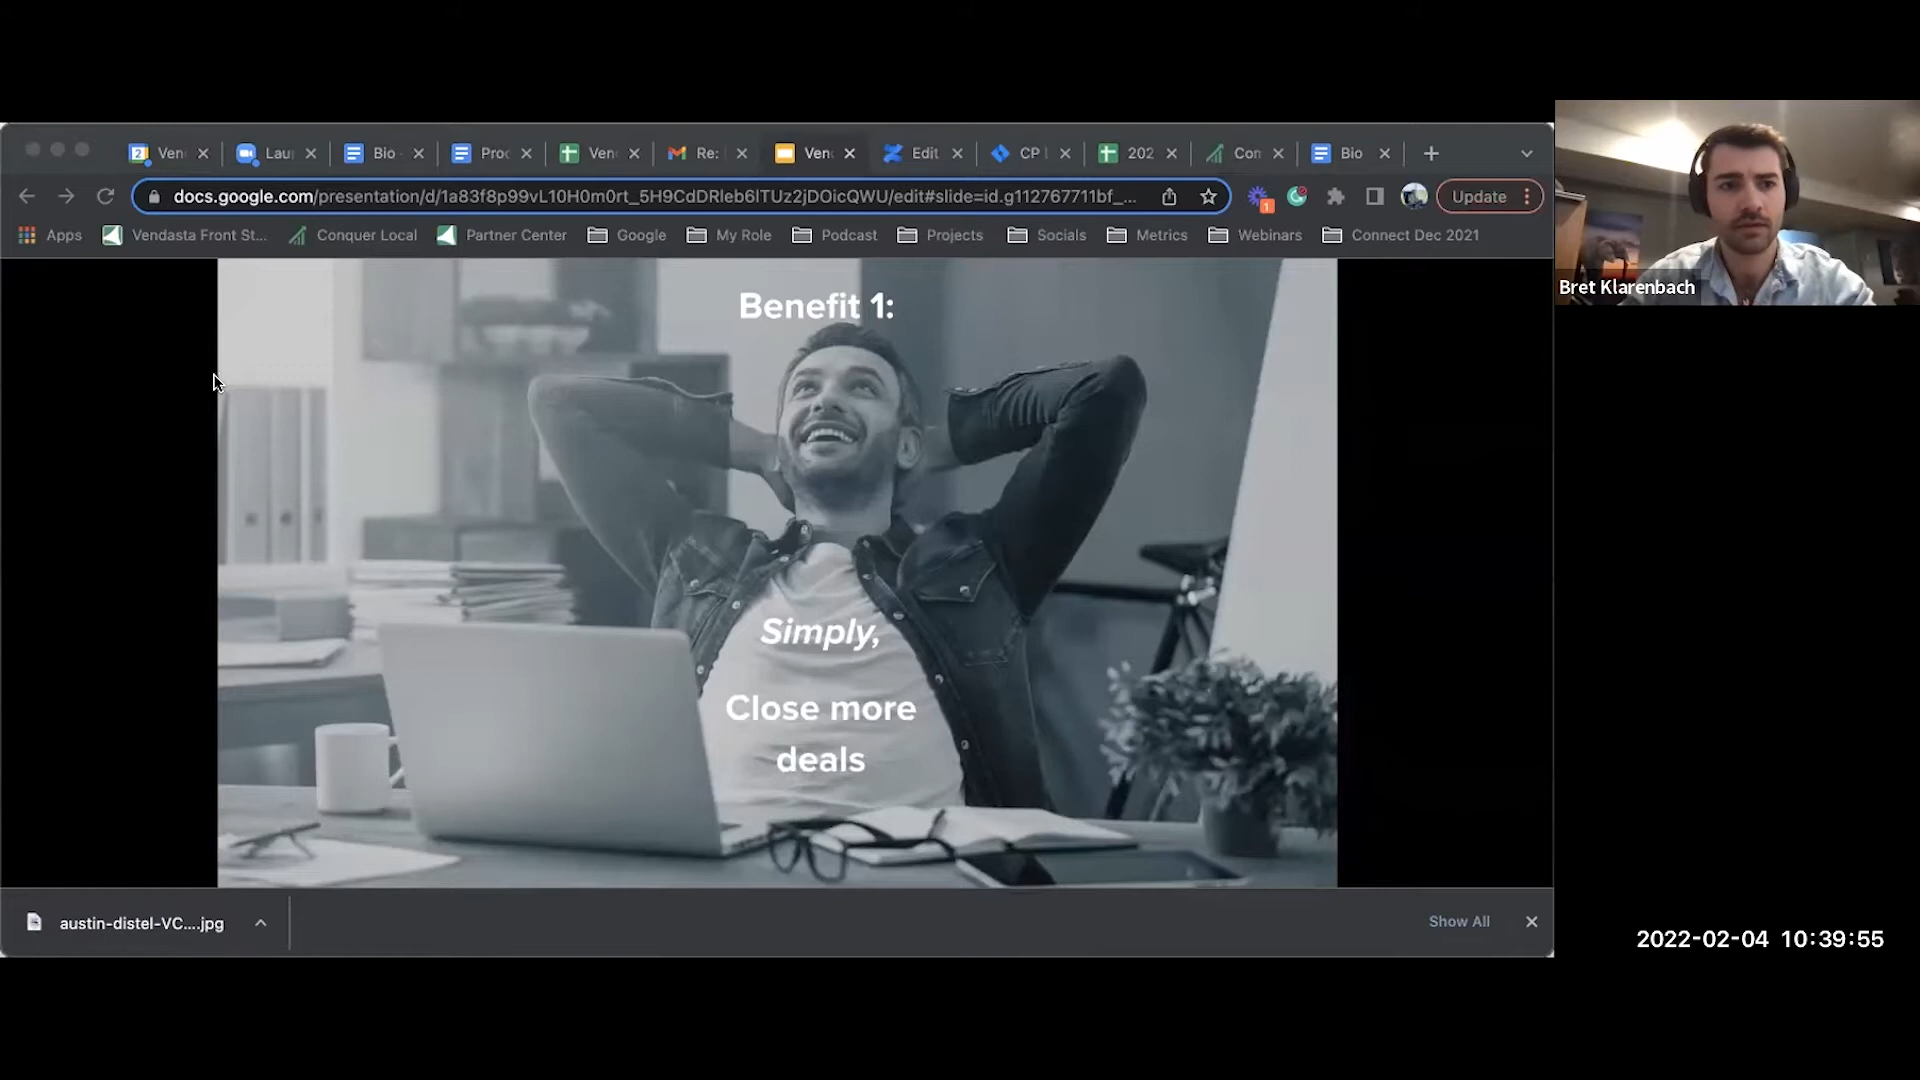 Ven
Lau
Bio
Proc
Ven
Re:
Ven
Edit
CP
202
Con
Bio
docs.google.com/presentation/d/1a83f8p99vL10H0m0rt_5H9CdDRleb6ITUz2jDOicQWU/edit#slide=id.g112767711bf_...
1
Update
Apps
Vendasta Front St...
Conquer Local
Partner Center
Google
My Role
Podcast
Projects
Socials
Metrics
Webinars
Connect Dec 2021
Bret Klarenbach
Benefit 1:
Simply,
Close more
deals
austin-distel-VC....jpg
Show All
2022-02-04 10:39:55